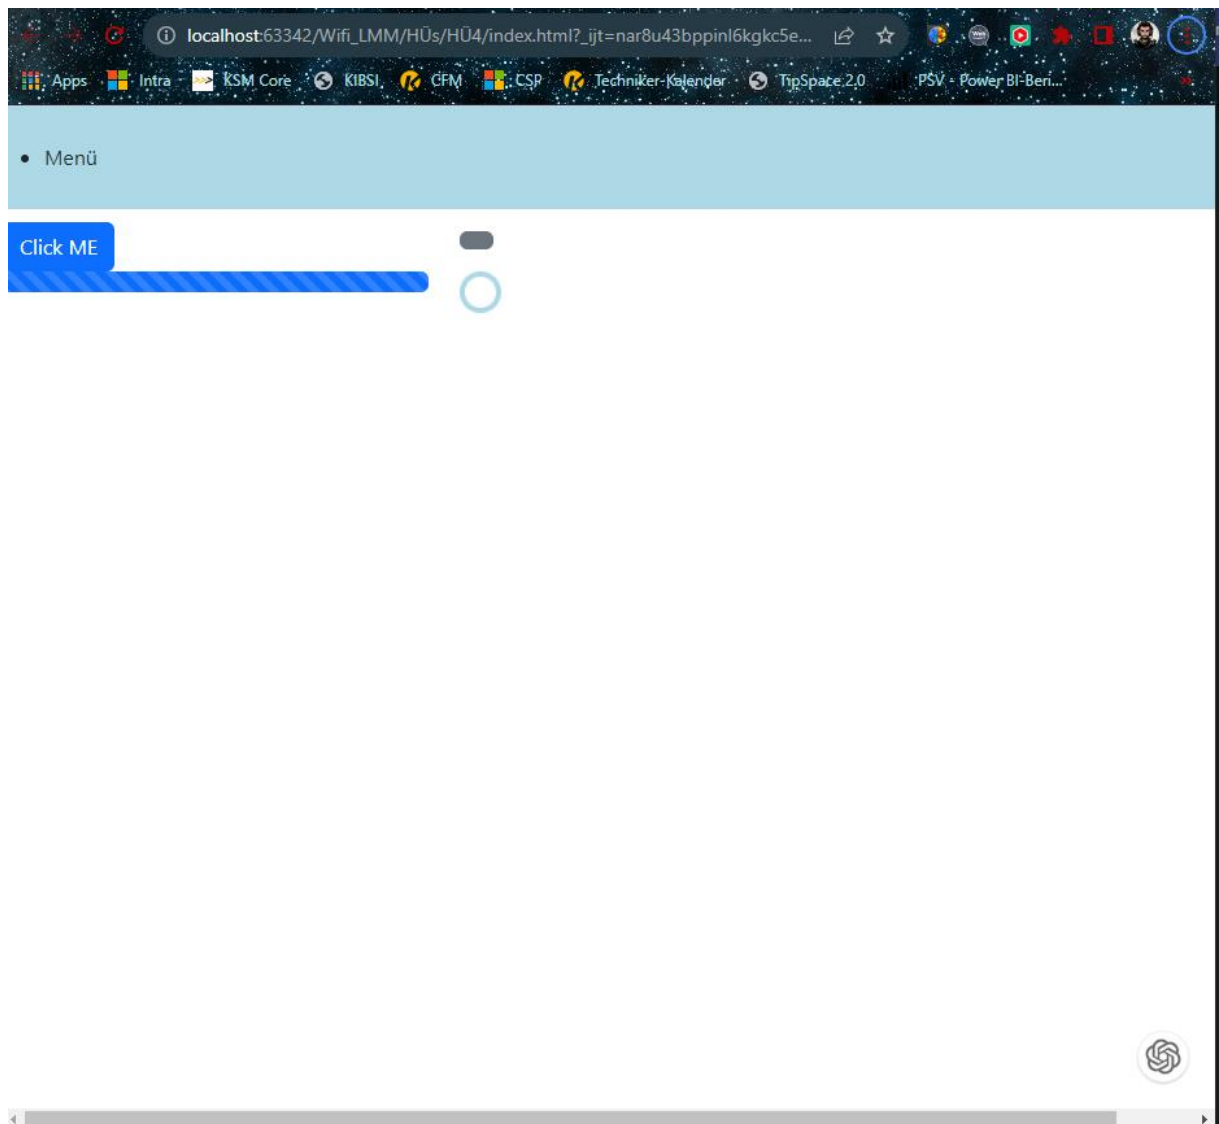 localhost:63342/Wifi_LMM/HÜs/HÜ4/index.html?_ijt=nar8u43bppinl6kgkc5e...
Apps Intra KSM Core KIBSI CFM CSP Techniker-Kalender TipSpace 2.0 PSV - Power BI-Beri...
• Menü
Click ME